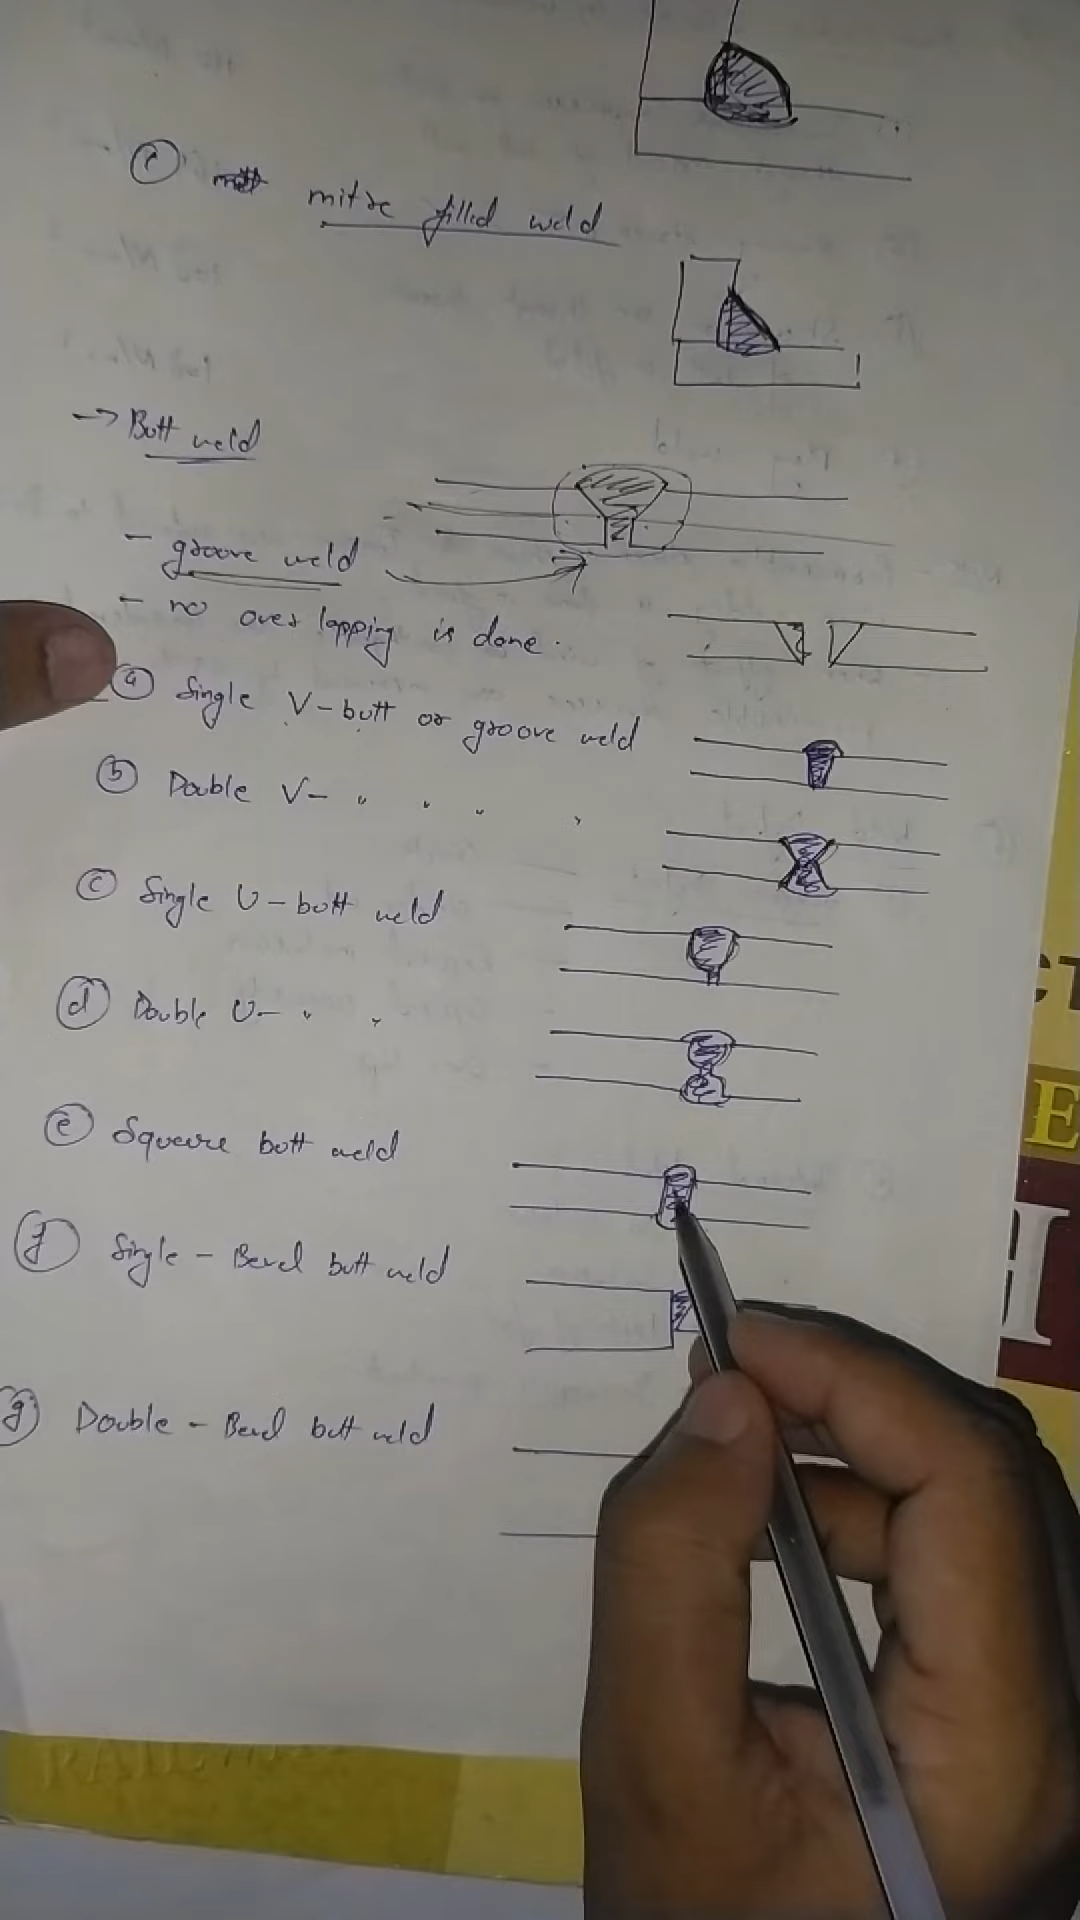 mitre filled weld
→ Butt weld
- groove weld
- no over lapping is done.
ⓐ Single V-butt or groove weld
ⓑ Double V- " " " "
ⓒ Single U-butt weld
ⓓ Double U- " "
ⓔ Square butt weld
ⓕ Single - Bevel butt weld
ⓖ Double - Bevel butt weld
E
H